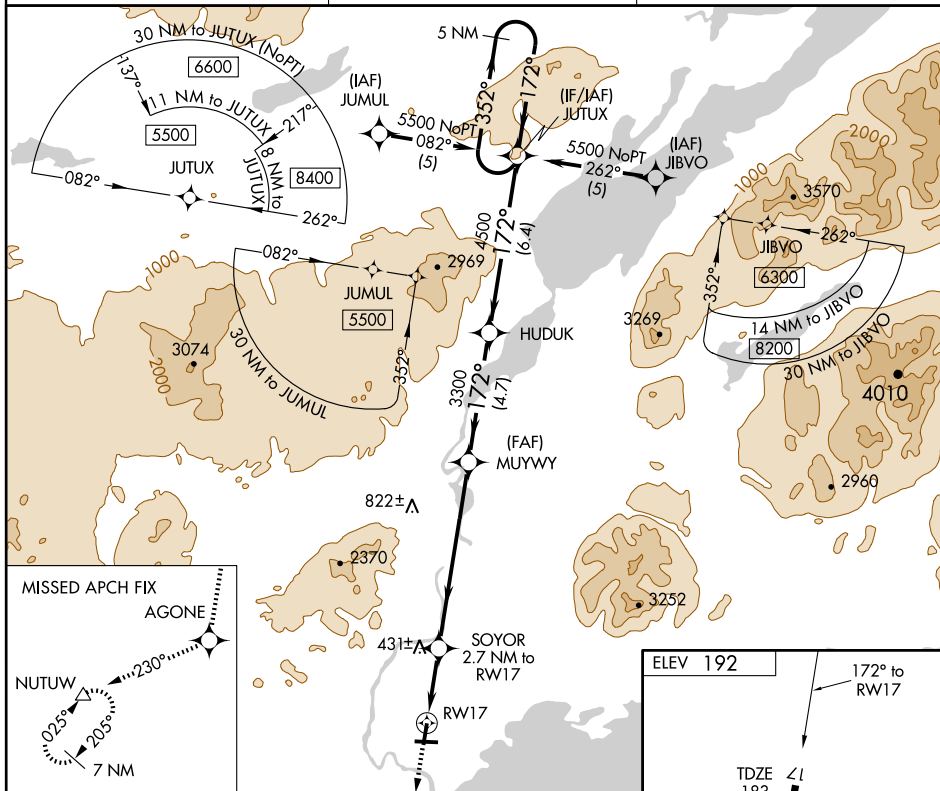 30 NM to JUTUX (NoPT)
6600
137°
11 NM to JUTUX
217°
5500
8 NM to
JUTUX
8400
JUTUX
082°
262°
5 NM
352°
172°
(IAF)
JUMUL
5500 NoPT
082°
(5)
(IF/IAF)
JUTUX
5500 NoPT
262°
(5)
(IAF)
JIBVO
4500
172°
(6.4)
HUDUK
3300
172°
(4.7)
(FAF)
MUYWY
1000
2000
3570
JIBVO
262°
352°
6300
14 NM to JIBVO
8200
30 NM to JIBVO
3269
4010
2960
3252
1000
082°
2969
JUMUL
5500
352°
30 NM to JUMUL
3074
2000
822±
2370
431±
SOYOR
2.7 NM to
RW17
RW17
MISSED APCH FIX
AGONE
230°
NUTUW
025°
205°
7 NM
ELEV 192
172° to
RW17
TDZE
17